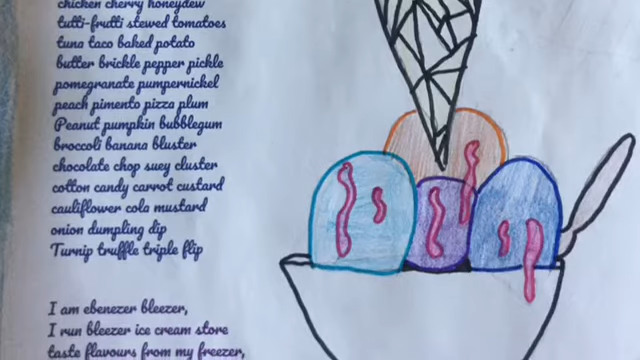 chicken cherry honeydew
tutti-frutti stewed tomatoes
tuna taco baked potato
butter brickle pepper pickle
pomegranate pumpernickel
peach pimento pizza plum
Peanut pumpkin bubblegum
broccoli banana bluster
chocolate chop suey cluster
cotton candy carrot custard
cauliflower cola mustard
onion dumpling dip
Turnip truffle triple flip
I am ebenezer bleezer,
I run bleezer ice cream store
taste flavours from my freezer,